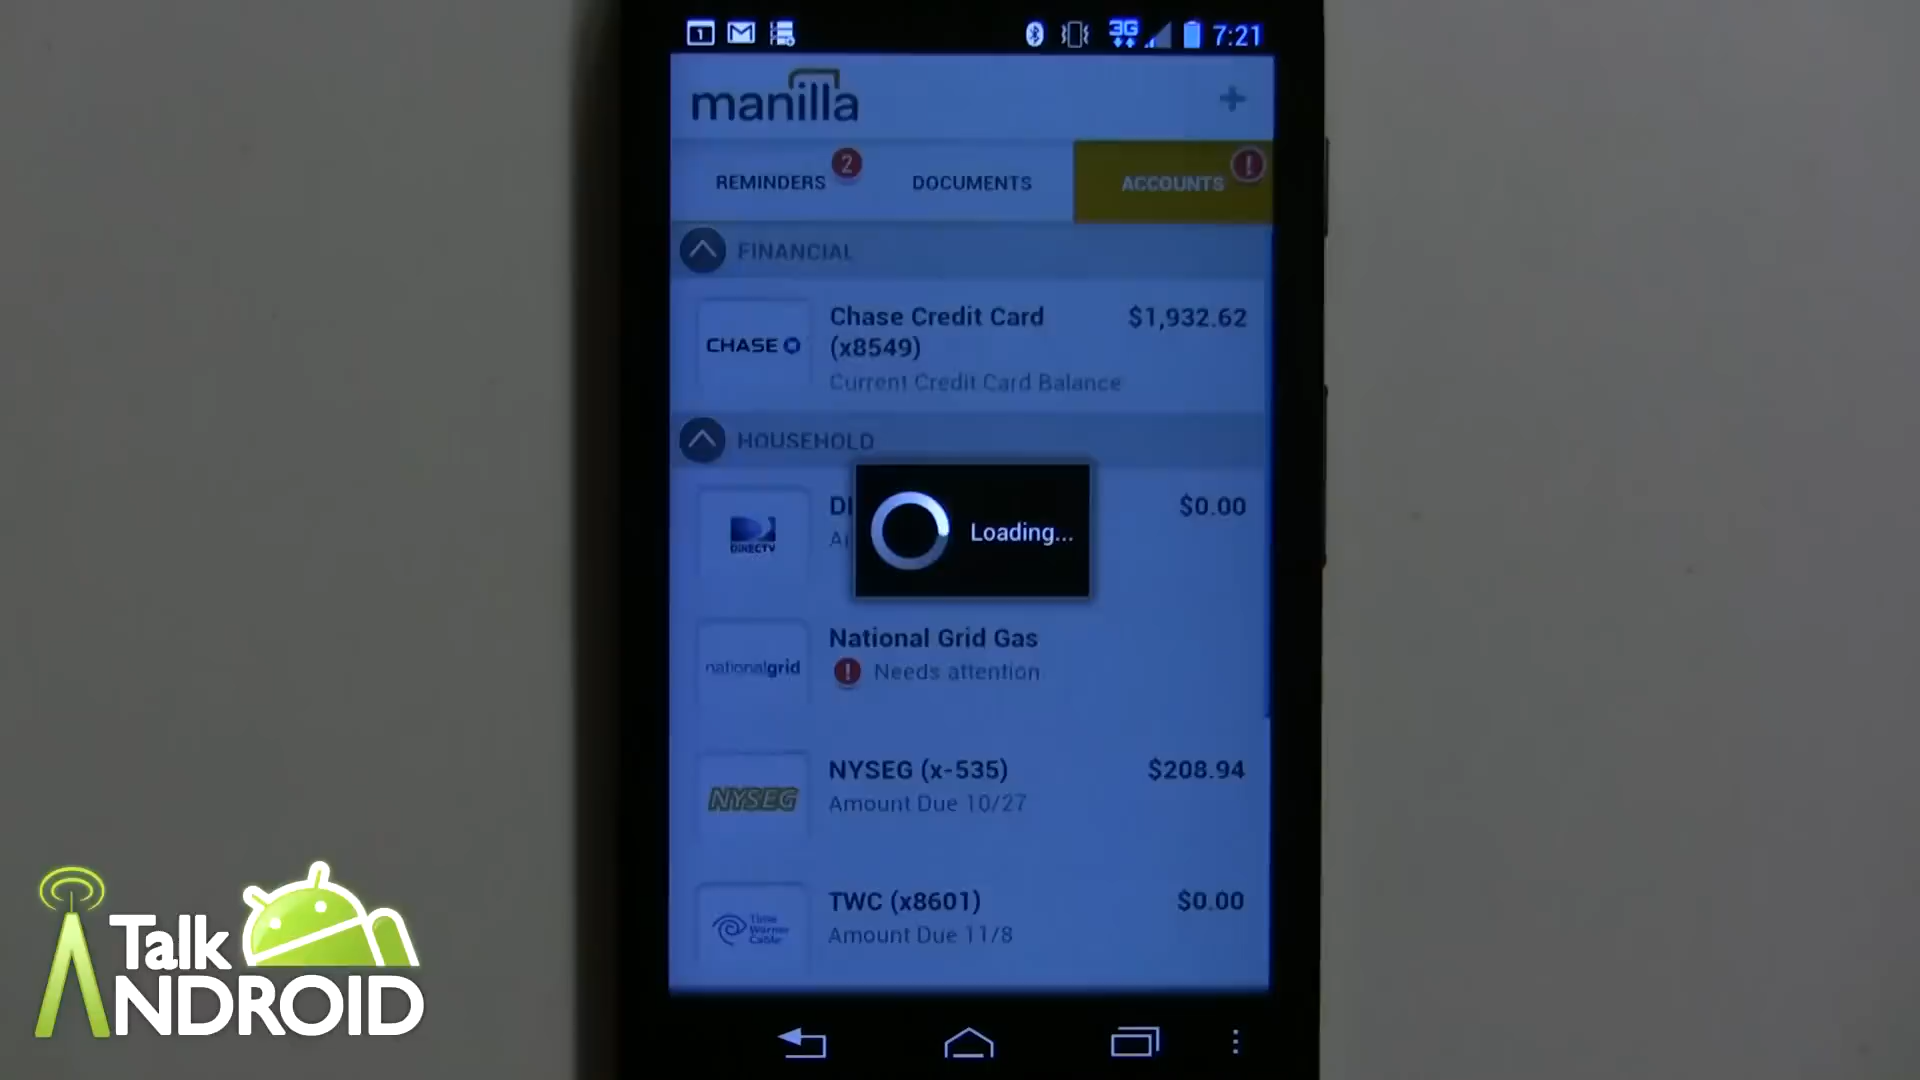 1
3G
7:21
manilla
+
REMINDERS
2
DOCUMENTS
ACCOUNTS
!
FINANCIAL
CHASE
Chase Credit Card
(x8549)
$1,932.62
Current Credit Card Balance
HOUSEHOLD
DIRECTV
$0.00
Loading...
nationalgrid
National Grid Gas
! Needs attention
NYSEG
NYSEG (x-535)
$208.94
Amount Due 10/27
Time
Warner
Cable
TWC (x8601)
$0.00
Amount Due 11/8
Talk
ANDROID